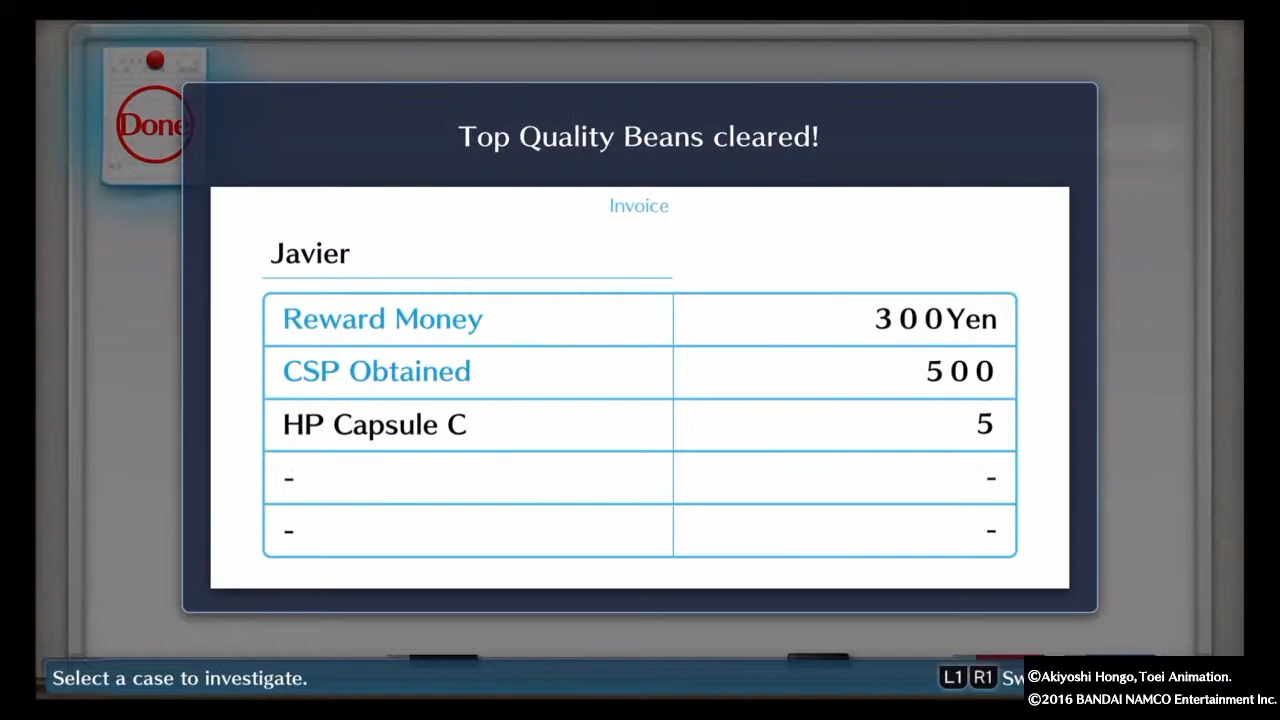 Done
Top Quality Beans cleared!
Invoice
Javier
Reward Money 300Yen
CSP Obtained 500
HP Capsule C 5
- -
- -
Select a case to investigate.
L1 R1 Sw
©Akiyoshi Hongo, Toei Animation.
©2016 BANDAI NAMCO Entertainment Inc.